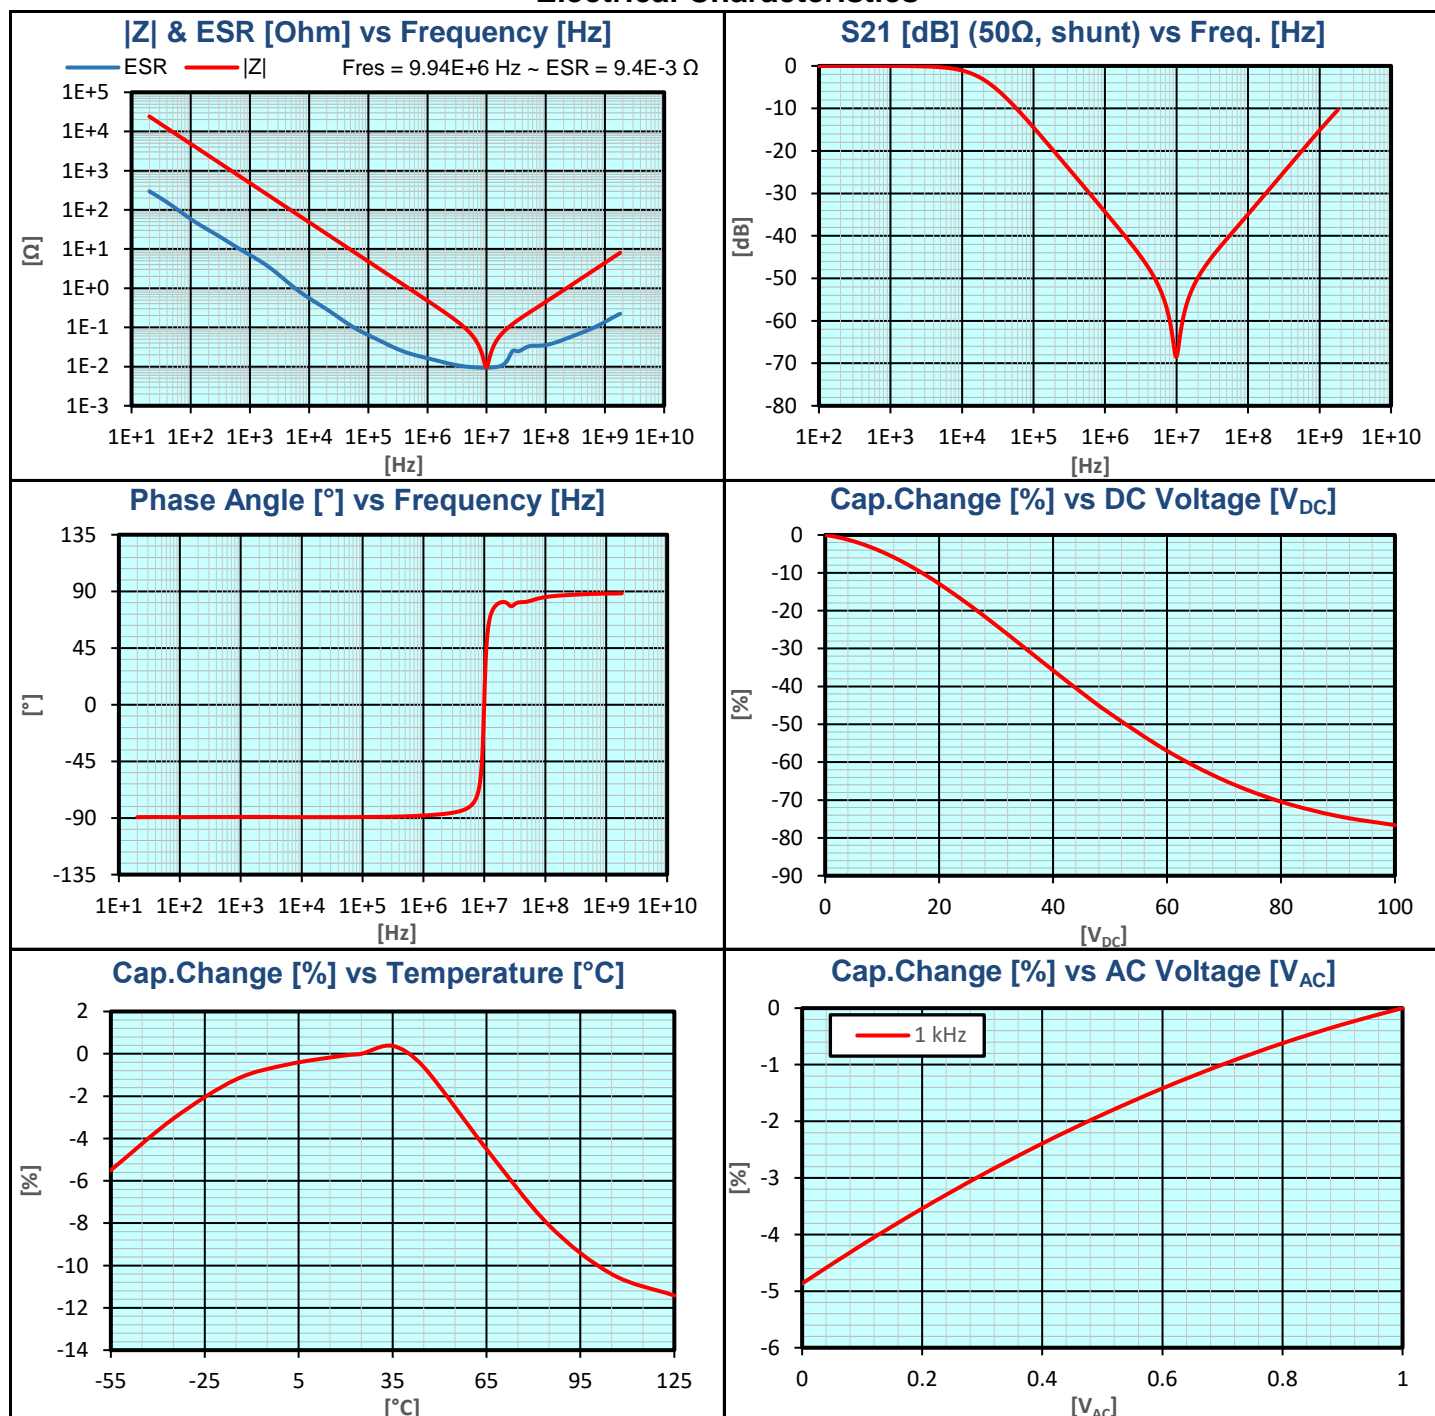 |Z| & ESR [Ohm] vs Frequency [Hz]
ESR |Z| Fres = 9.94E+6 Hz ~ ESR = 9.4E-3 Ω
1E+5
1E+4
1E+3
1E+2
1E+1
1E+0
1E-1
1E-2
1E-3
[Ω]
1E+1 1E+2 1E+3 1E+4 1E+5 1E+6 1E+7 1E+8 1E+9 1E+10
[Hz]
S21 [dB] (50Ω, shunt) vs Freq. [Hz]
0
-10
-20
-30
-40
-50
-60
-70
-80
[dB]
1E+2 1E+3 1E+4 1E+5 1E+6 1E+7 1E+8 1E+9 1E+10
[Hz]
Phase Angle [°] vs Frequency [Hz]
135
90
45
0
-45
-90
-135
[°]
1E+1 1E+2 1E+3 1E+4 1E+5 1E+6 1E+7 1E+8 1E+9 1E+10
[Hz]
Cap.Change [%] vs DC Voltage [VDC]
0
-10
-20
-30
-40
-50
-60
-70
-80
-90
[%]
0 20 40 60 80 100
[VDC]
Cap.Change [%] vs Temperature [°C]
2
0
-2
-4
-6
-8
-10
-12
-14
[%]
-55 -25 5 35 65 95 125
[°C]
Cap.Change [%] vs AC Voltage [VAC]
1 kHz
0
-1
-2
-3
-4
-5
-6
[%]
0 0.2 0.4 0.6 0.8 1
[VAC]